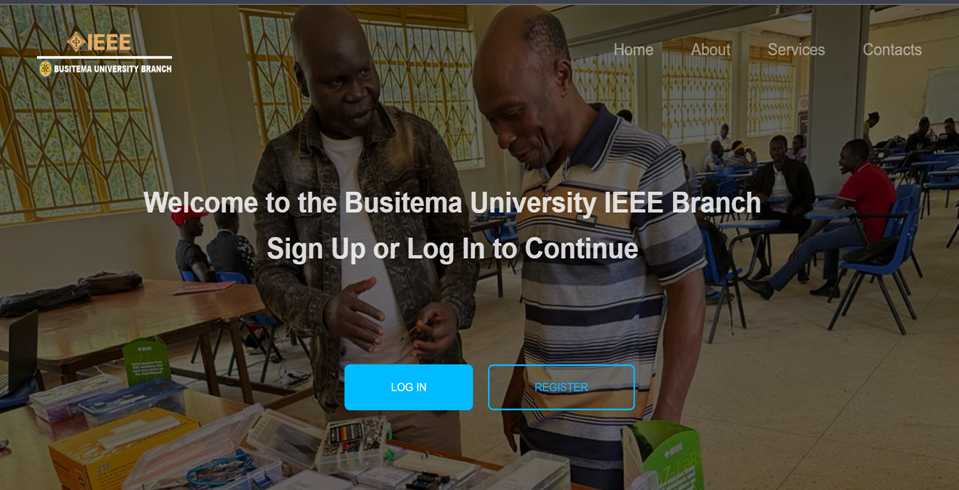 IEEE
BUSITEMA UNIVERSITY BRANCH
Home
About
Services
Contacts
Welcome to the Busitema University IEEE Branch
Sign Up or Log In to Continue
LOG IN
REGISTER
ZTE